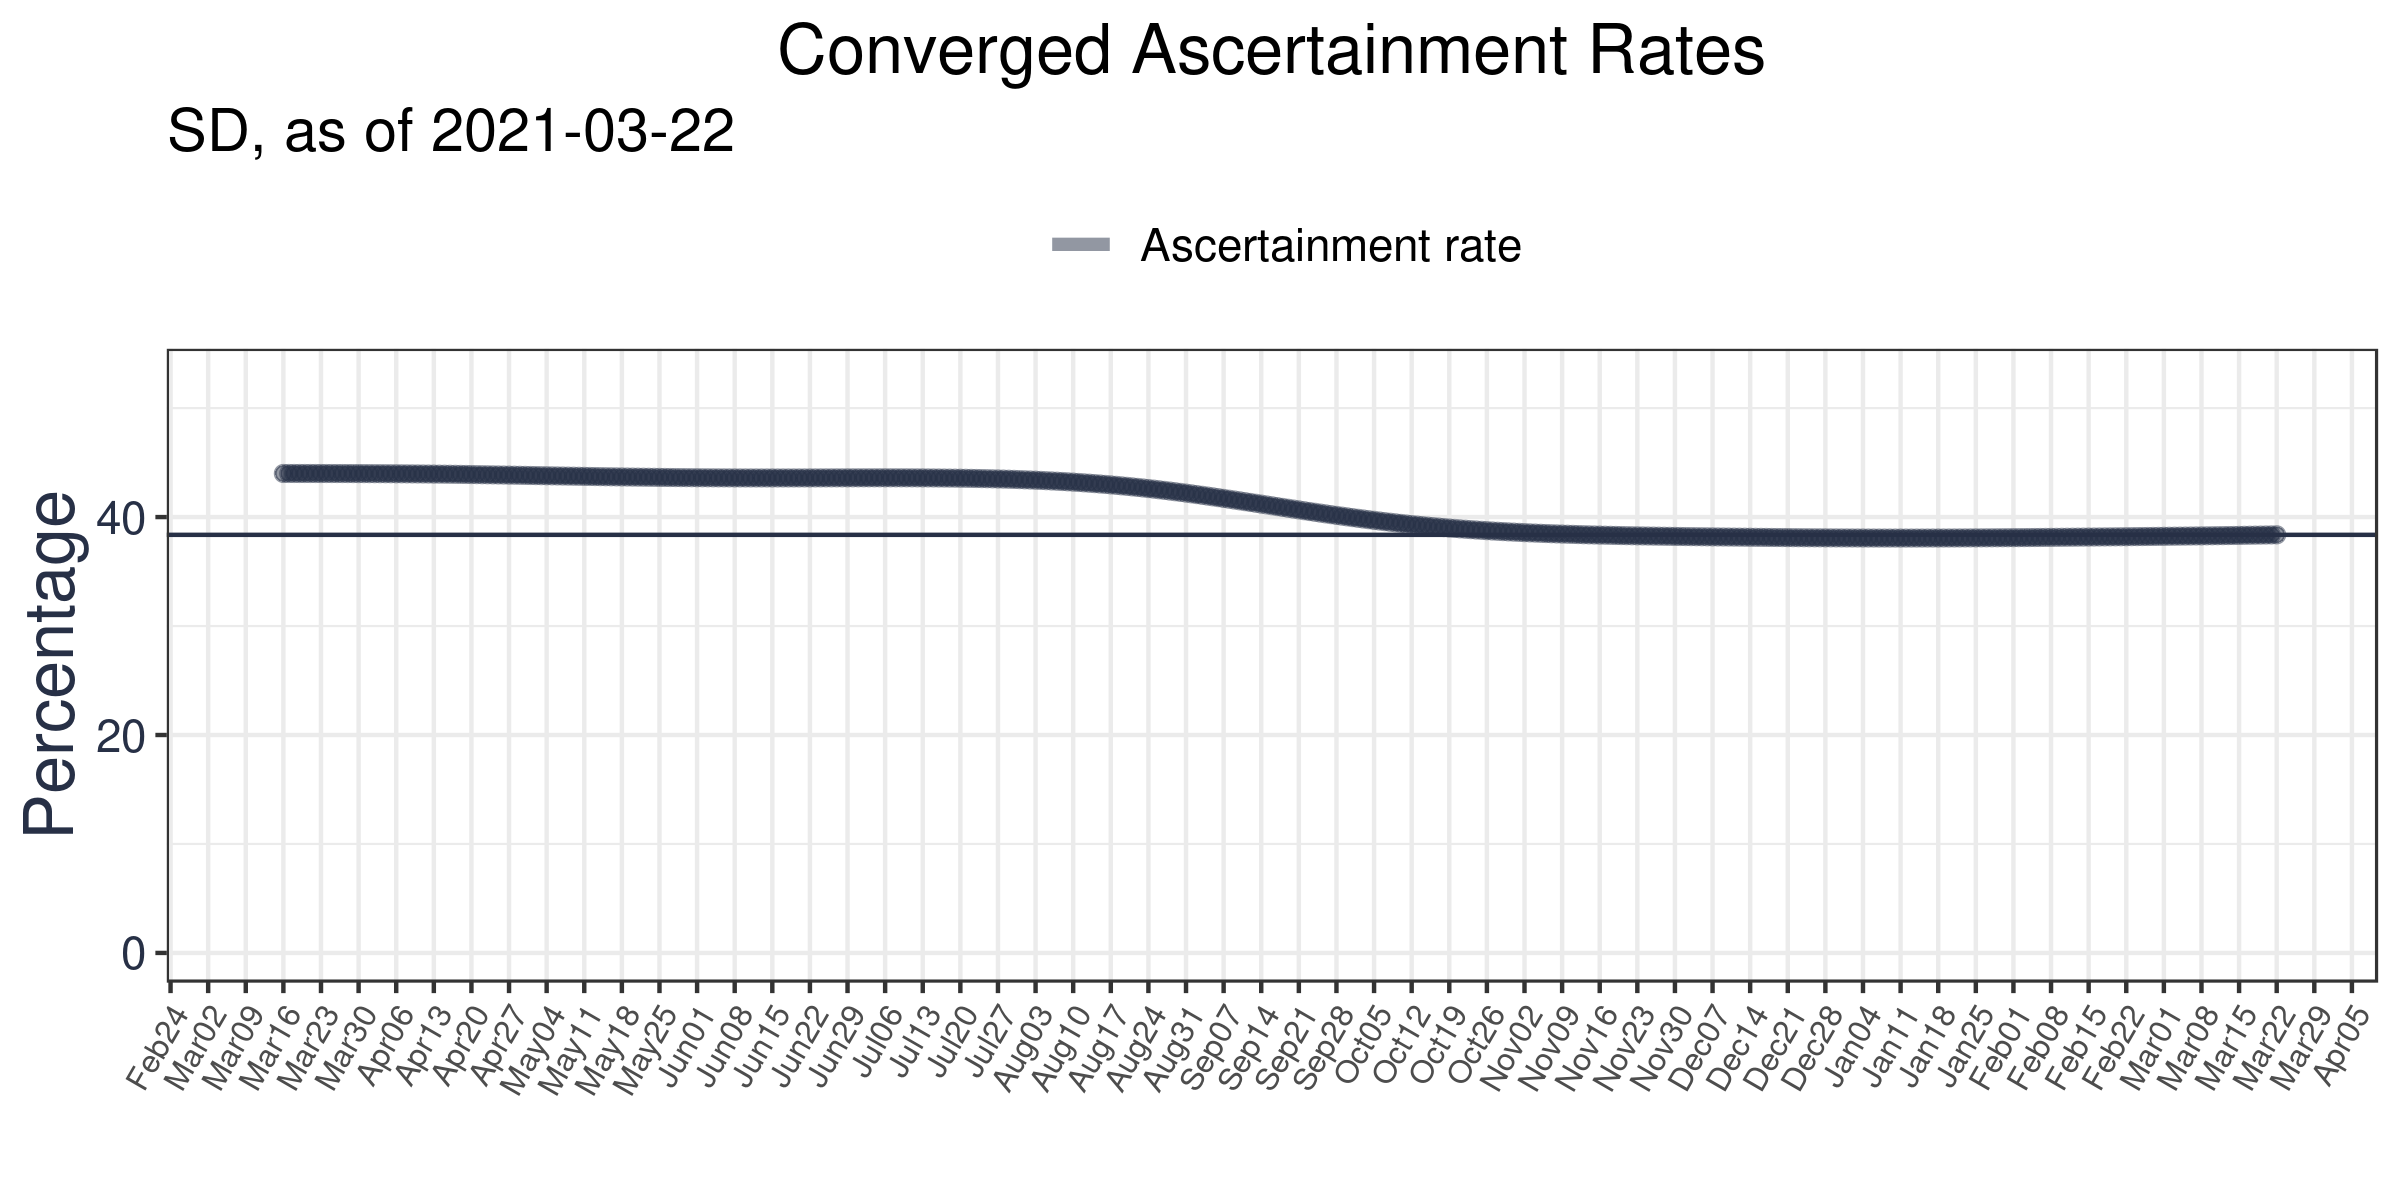 Converged Ascertainment Rates
SD, as of 2021-03-22
Ascertainment rate
Percentage
40
20
0
Feb24
Mar02
Mar09
Mar16
Mar23
Mar30
Apr06
Apr13
Apr20
Apr27
May04
May11
May18
May25
Jun01
Jun08
Jun15
Jun22
Jun29
Jul06
Jul13
Jul20
Jul27
Aug03
Aug10
Aug17
Aug24
Aug31
Sep07
Sep14
Sep21
Sep28
Oct05
Oct12
Oct19
Oct26
Nov02
Nov09
Nov16
Nov23
Nov30
Dec07
Dec14
Dec21
Dec28
Jan04
Jan11
Jan18
Jan25
Feb01
Feb08
Feb15
Feb22
Mar01
Mar08
Mar15
Mar22
Mar29
Apr05